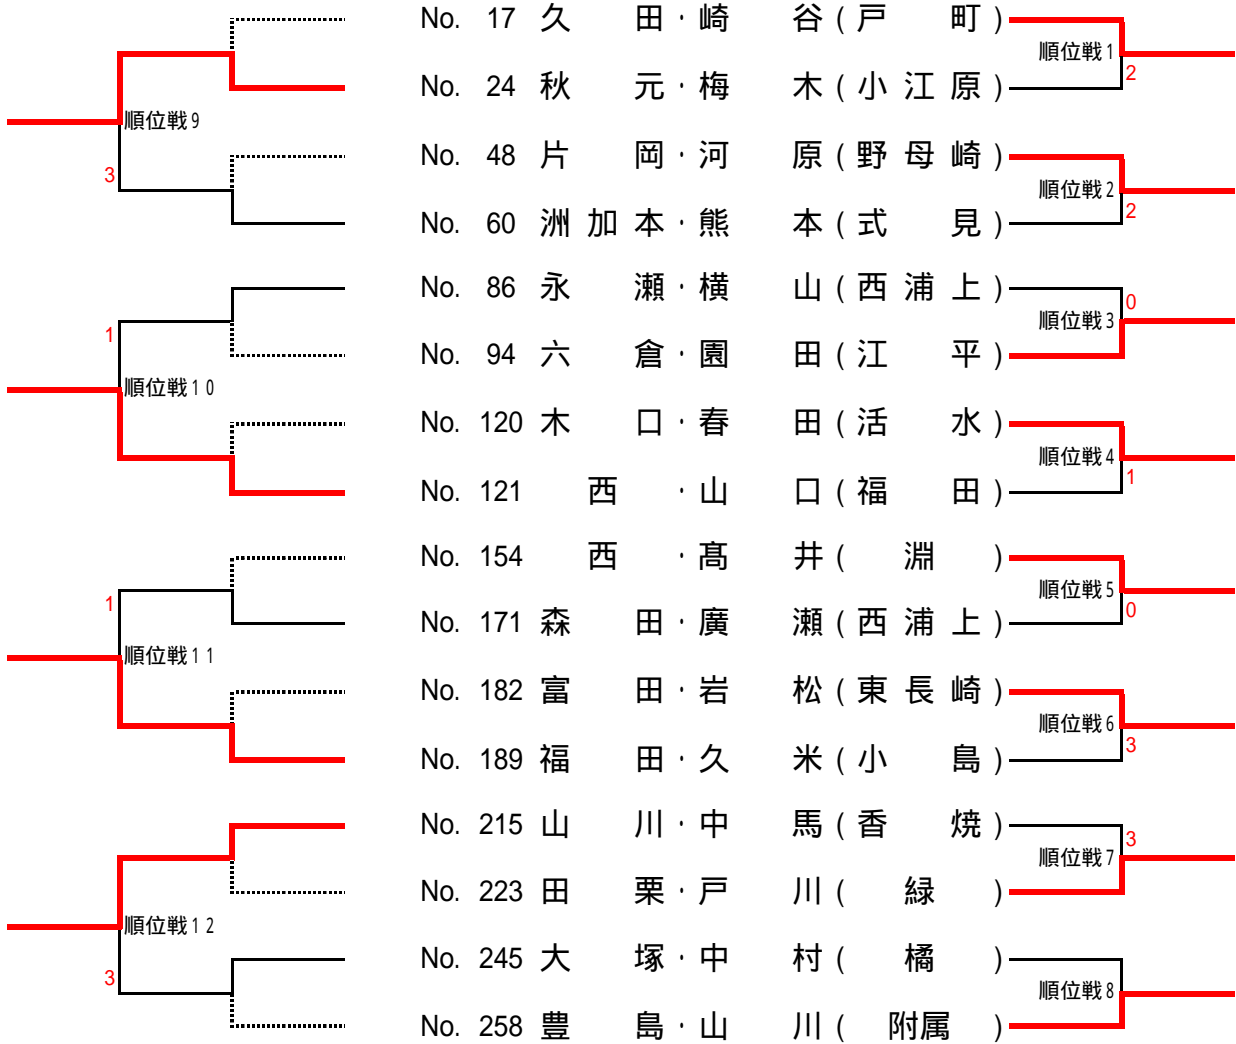 No. 17 久田・崎谷(戸町)
順位戦1
2
No. 24 秋元・梅木(小江原)
順位戦9
3
No. 48 片岡・河原(野母崎)
順位戦2
2
No. 60 洲加本・熊本(式見)
No. 86 永瀬・横山(西浦上)
0
順位戦3
1
No. 94 六倉・園田(江平)
順位戦10
No. 120 木口・春田(活水)
順位戦4
1
No. 121 西・山口(福田)
No. 154 西・髙井(淵)
順位戦5
0
1
No. 171 森田・廣瀬(西浦上)
順位戦11
No. 182 富田・岩松(東長崎)
順位戦6
3
No. 189 福田・久米(小島)
No. 215 山川・中馬(香焼)
3
順位戦7
No. 223 田栗・戸川(緑)
順位戦12
3
No. 245 大塚・中村(橘)
順位戦8
No. 258 豊島・山川(附属)